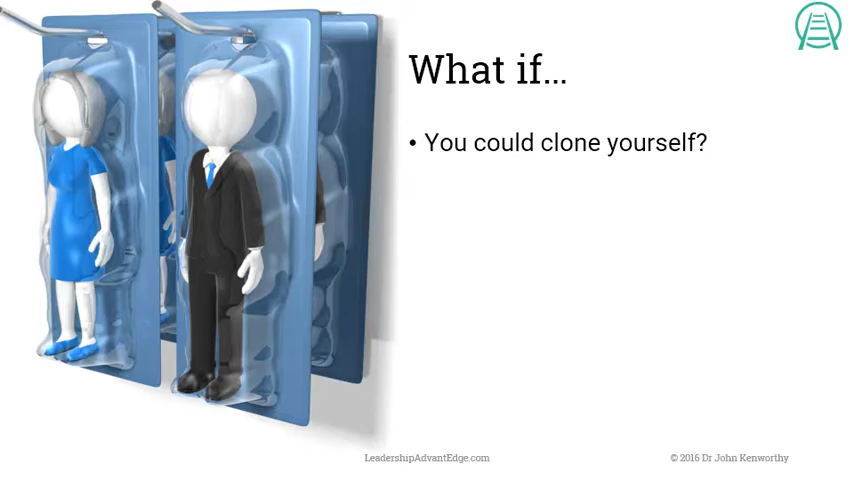 What if...
• You could clone yourself?
LeadershipAdvantEdge.com
© 2016 Dr John Kenworthy